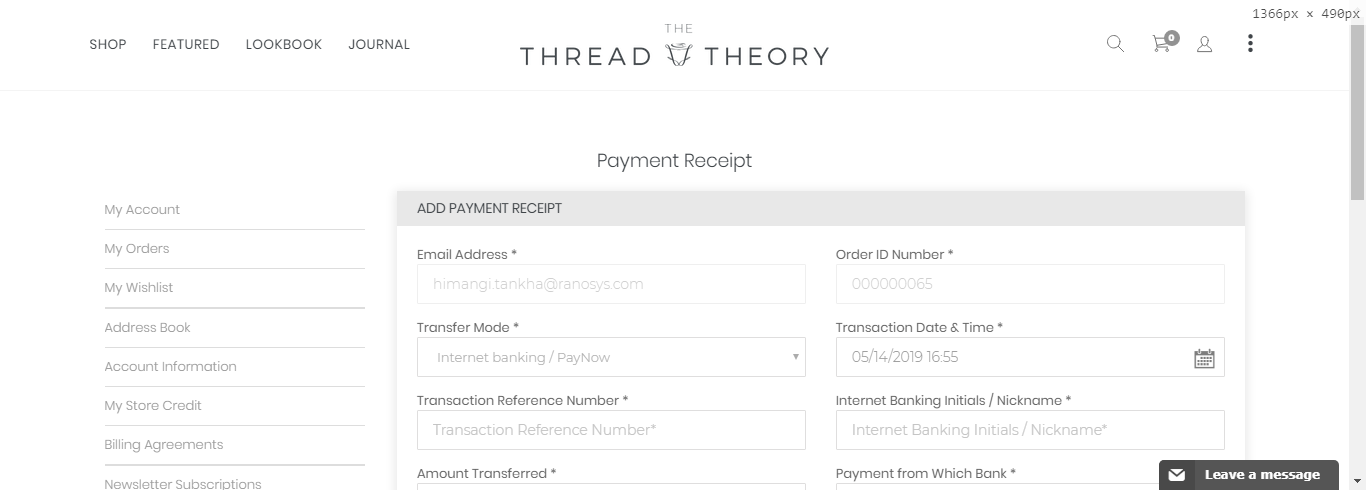 1366px × 490px
SHOP FEATURED LOOKBOOK JOURNAL
THE
THREAD THEORY
0
Payment Receipt
My Account
My Orders
My Wishlist
Address Book
Account Information
My Store Credit
Billing Agreements
Newsletter Subscriptions
ADD PAYMENT RECEIPT
Email Address * Order ID Number *
himangi.tankha@ranosys.com 000000065
Transfer Mode * Transaction Date & Time *
Internet banking / PayNow 05/14/2019 16:55
Transaction Reference Number * Internet Banking Initials / Nickname *
Transaction Reference Number* Internet Banking Initials / Nickname*
Amount Transferred * Payment from Which Bank *
Leave a message